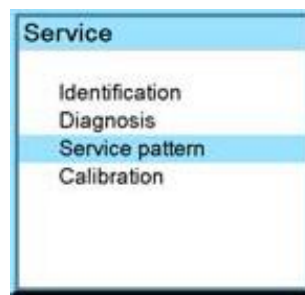 Service
Identification
Diagnosis
Service pattern
Calibration